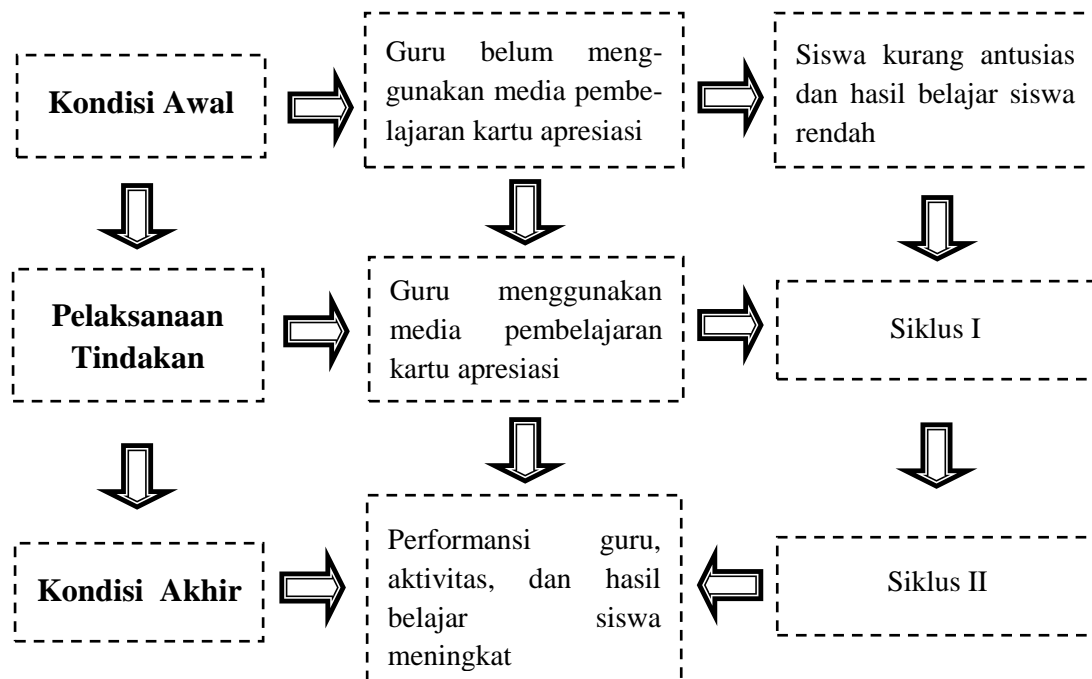 Kondisi Awal
Guru belum meng-
gunakan media pembe-
lajaran kartu apresiasi
Siswa kurang antusias
dan hasil belajar siswa
rendah
Pelaksanaan
Tindakan
Guru menggunakan
media pembelajaran
kartu apresiasi
Siklus I
Kondisi Akhir
Performansi guru,
aktivitas, dan hasil
belajar siswa
meningkat
Siklus II